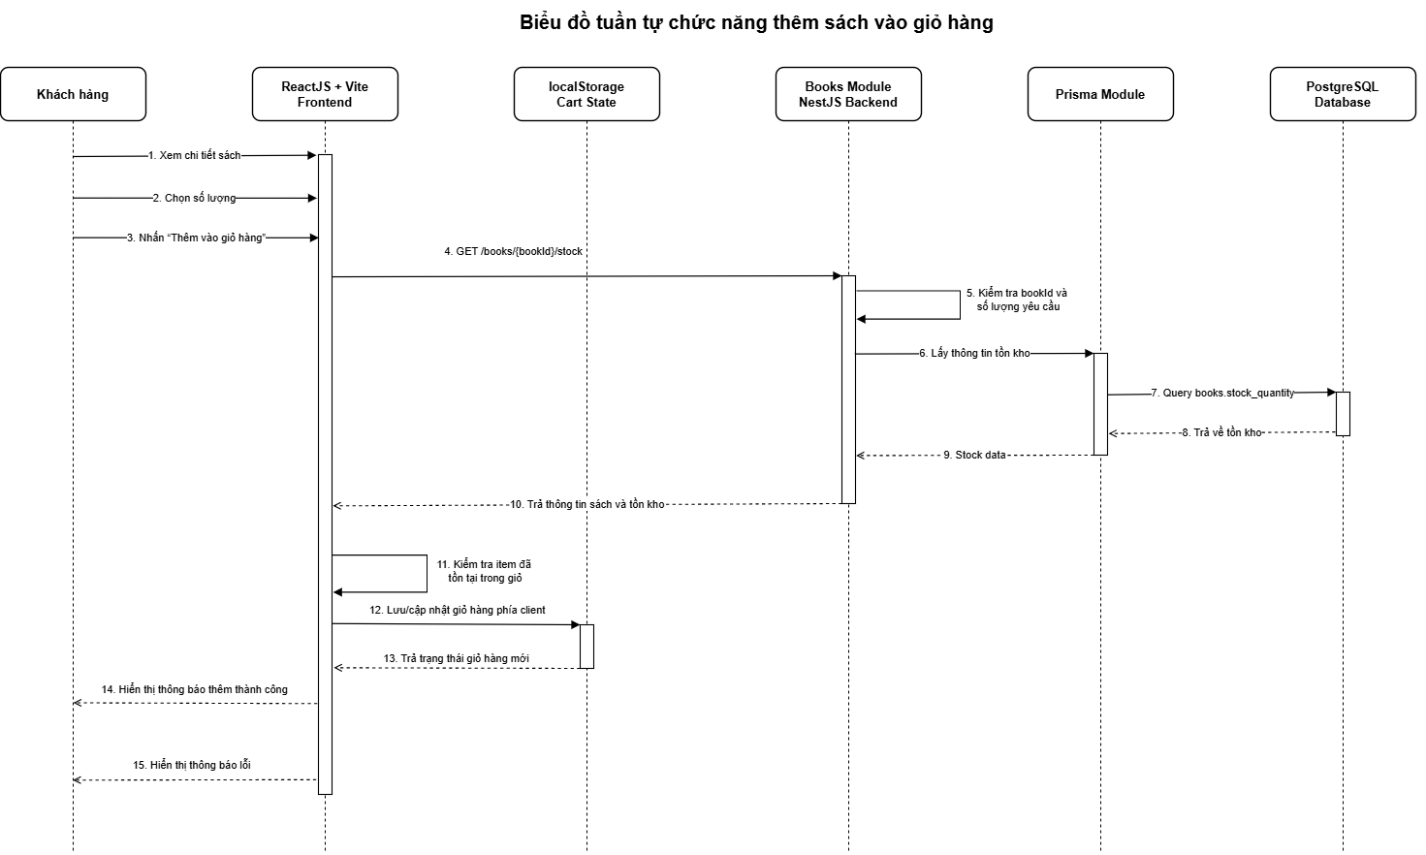 Biểu đồ tuần tự chức năng thêm sách vào giỏ hàng
Khách hàng
ReactJS + Vite
Frontend
localStorage
Cart State
Books Module
NestJS Backend
Prisma Module
PostgreSQL
Database
1. Xem chi tiết sách
2. Chọn số lượng
3. Nhấn “Thêm vào giỏ hàng”
4. GET /books/{bookId}/stock
5. Kiểm tra bookId và
số lượng yêu cầu
6. Lấy thông tin tồn kho
7. Query books.stock_quantity
8. Trả về tồn kho
9. Stock data
10. Trả thông tin sách và tồn kho
11. Kiểm tra item đã
tồn tại trong giỏ
12. Lưu/cập nhật giỏ hàng phía client
13. Trả trạng thái giỏ hàng mới
14. Hiển thị thông báo thêm thành công
15. Hiển thị thông báo lỗi